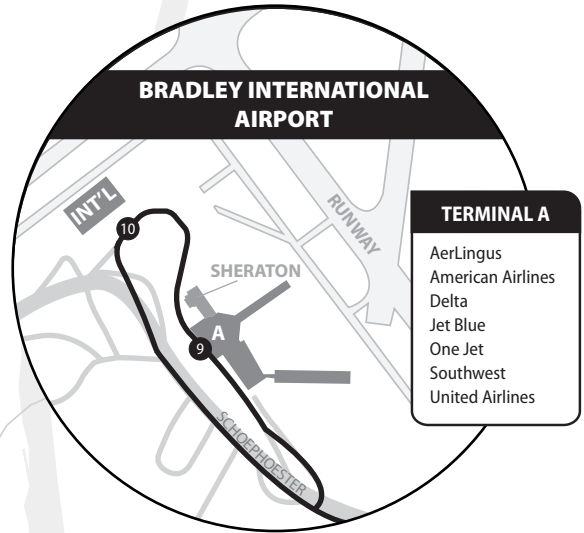 BRADLEY INTERNATIONAL
AIRPORT
INT'L
10
RUNWAY
SHERATON
A
9
SCHOEPHOESTER
TERMINAL A
AerLingus
American Airlines
Delta
Jet Blue
One Jet
Southwest
United Airlines